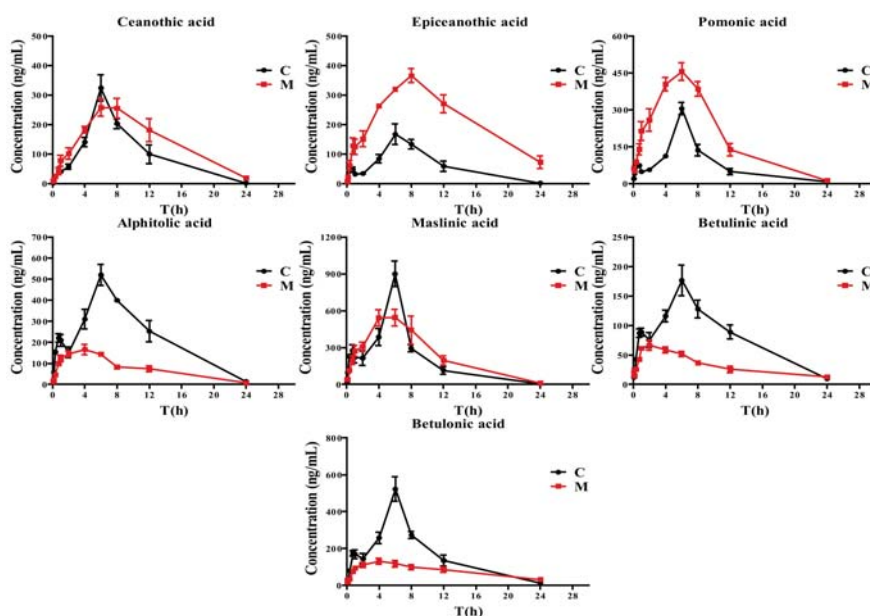 Ceanothic acid
Epiceanothic acid
Pomonic acid
Concentration (ng/mL)
500
400
300
200
100
0
0 4 8 12 16 20 24 28
T(h)
C
M
Concentration (ng/mL)
500
400
300
200
100
0
0 4 8 12 16 20 24 28
T(h)
C
M
Concentration (ng/mL)
600
450
300
150
0
0 4 8 12 16 20 24 28
T(h)
C
M
Alphitolic acid
Maslinic acid
Betulinic acid
Concentration (ng/mL)
700
600
500
400
300
200
100
0
0 4 8 12 16 20 24 28
T(h)
C
M
Concentration (ng/mL)
1200
900
600
300
0
0 4 8 12 16 20 24 28
T(h)
C
M
Concentration (ng/mL)
250
200
150
100
50
0
0 4 8 12 16 20 24 28
T(h)
C
M
Betulonic acid
Concentration (ng/mL)
800
600
400
200
0
0 4 8 12 16 20 24 28
T(h)
C
M